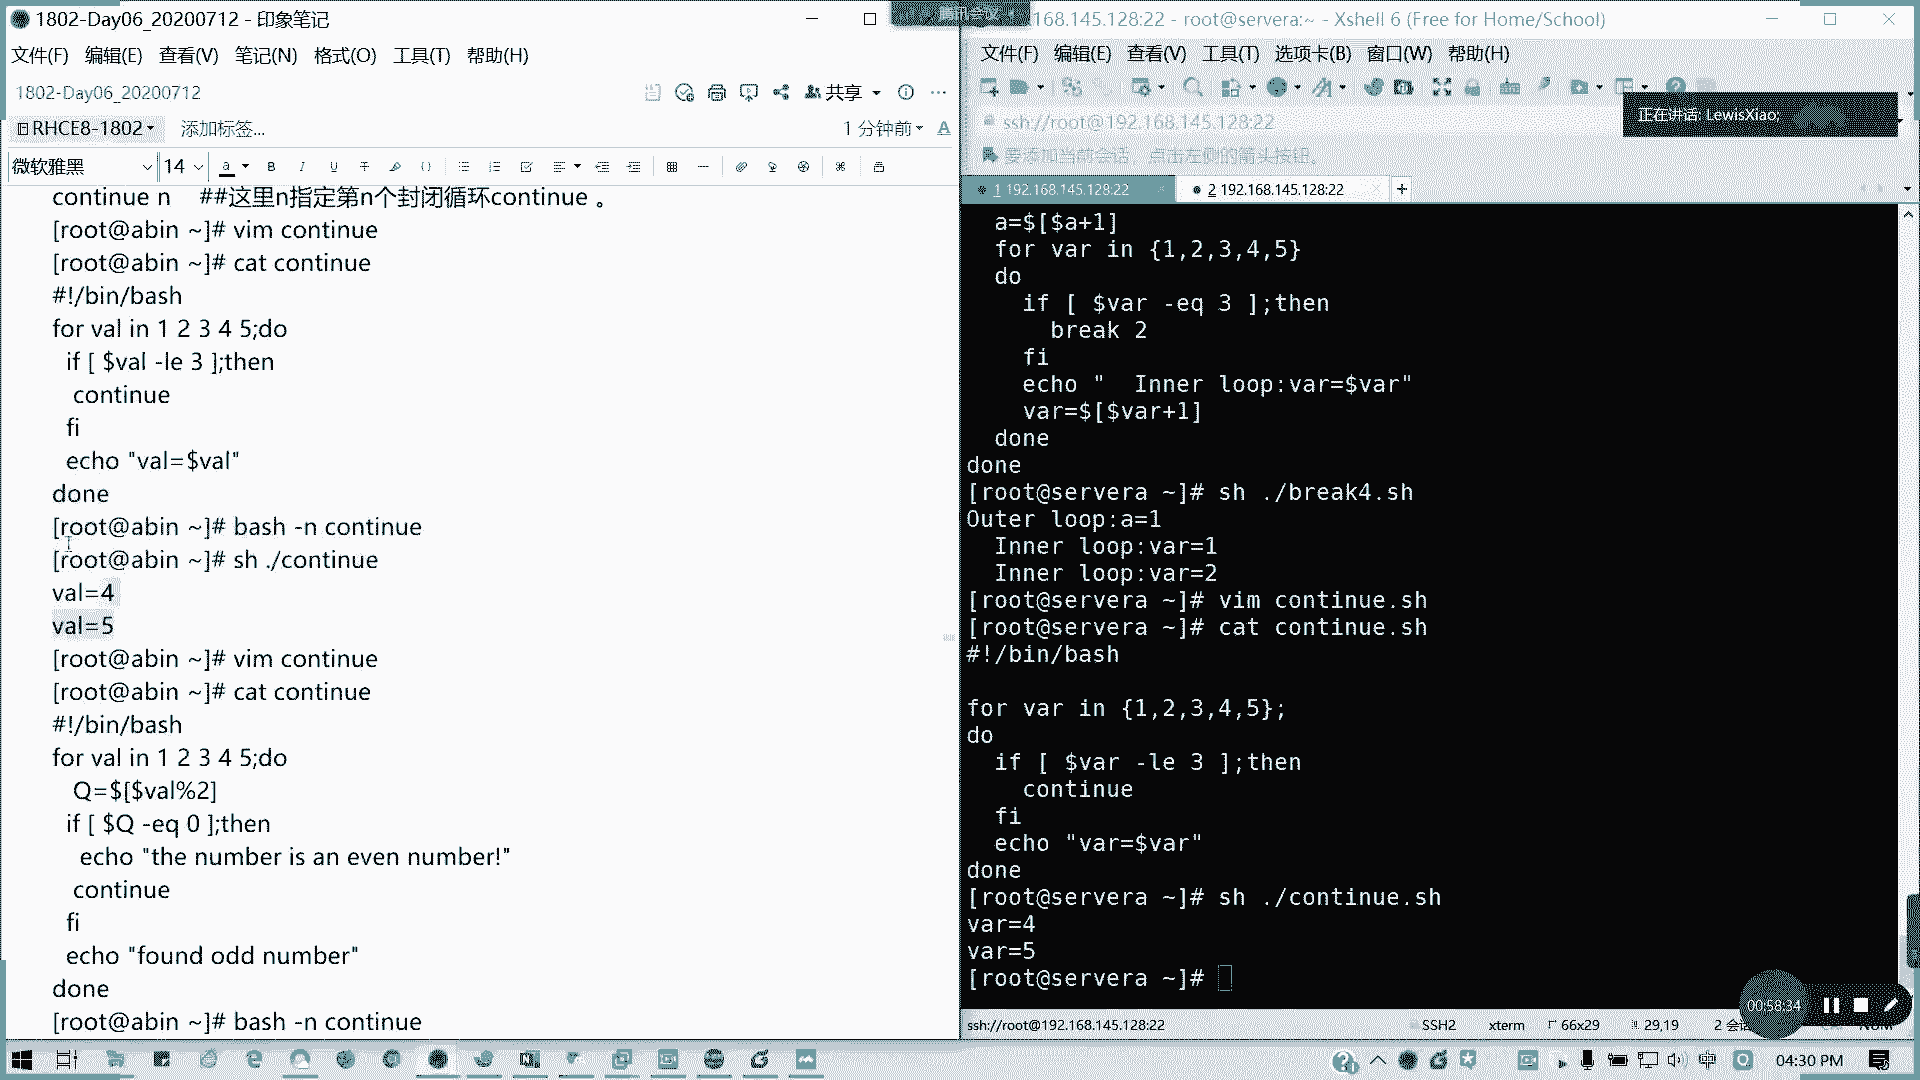 1802-Day06_20200712 - 印象笔记
文件(F) 编辑(E) 查看(V) 笔记(N) 格式(O) 工具(T) 帮助(H)
1802-Day06_20200712
共享
RHCE8-1802 添加标签...
1 分钟前
微软雅黑 14
continue n ##这里n指定第n个封闭循环continue 。
[root@abin ~]# vim continue
[root@abin ~]# cat continue
#!/bin/bash
for val in 1 2 3 4 5;do
if [ $val -le 3 ];then
continue
fi
echo "val=$val"
done
[root@abin ~]# bash -n continue
[root@abin ~]# sh ./continue
val=4
val=5
[root@abin ~]# vim continue
[root@abin ~]# cat continue
#!/bin/bash
for val in 1 2 3 4 5;do
Q=$[$val%2]
if [ $Q -eq 0 ];then
echo "the number is an even number!"
continue
fi
echo "found odd number"
done
[root@abin ~]# bash -n continue
腾讯会议
168.145.128:22 - root@servera:~ - Xshell 6 (Free for Home/School)
文件(F) 编辑(E) 查看(V) 工具(T) 选项卡(B) 窗口(W) 帮助(H)
正在讲话: LewisXiao;
ssh://root@192.168.145.128:22
要添加当前会话，点击左侧的箭头按钮。
1 192.168.145.128:22
2 192.168.145.128:22
a=$[$a+1]
for var in {1,2,3,4,5}
do
if [ $var -eq 3 ];then
break 2
fi
echo "  Inner loop:var=$var"
var=$[$var+1]
done
done
[root@servera ~]# sh ./break4.sh
Outer loop:a=1
Inner loop:var=1
Inner loop:var=2
[root@servera ~]# vim continue.sh
[root@servera ~]# cat continue.sh
#!/bin/bash
for var in {1,2,3,4,5};
do
if [ $var -le 3 ];then
continue
fi
echo "var=$var"
done
[root@servera ~]# sh ./continue.sh
var=4
var=5
[root@servera ~]#
00:58:34
ssh://root@192.168.145.128:22 SSH2 xterm 66x29 29,19 2 会 NUM
中 04:30 PM